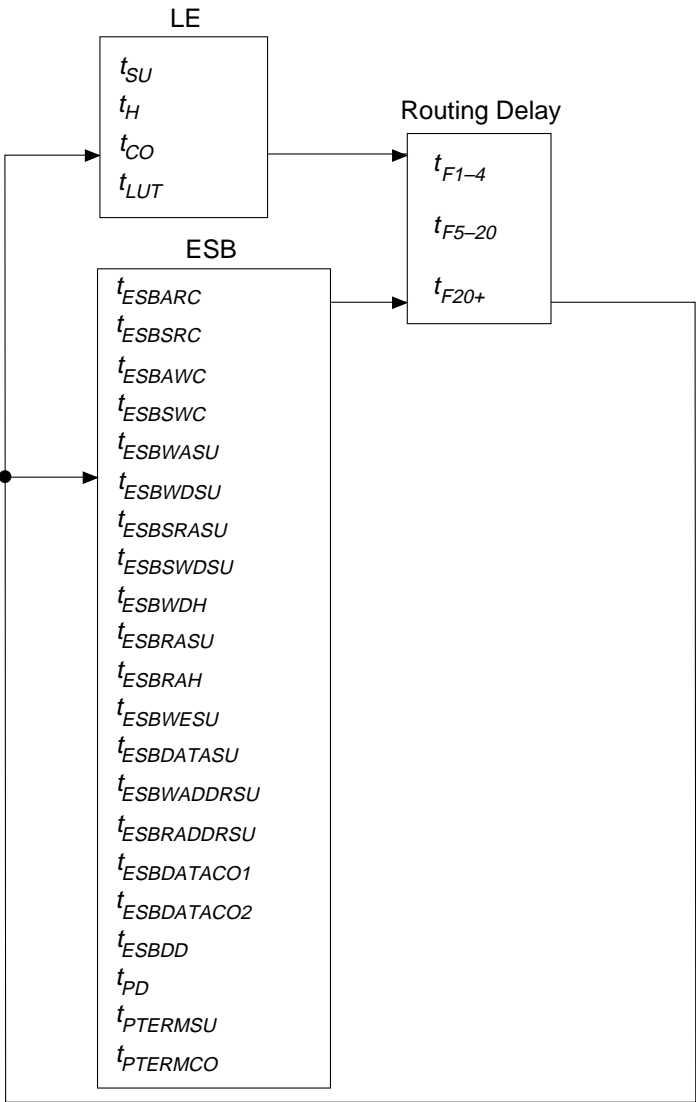 LE
tSU
tH
tCO
tLUT
Routing Delay
tF1–4
tF5–20
tF20+
ESB
tESBARC
tESBSRC
tESBAWC
tESBSWC
tESBWASU
tESBWDSU
tESBSRASU
tESBSWDSU
tESBWDH
tESBRASU
tESBRAH
tESBWESU
tESBDATASU
tESBWADDRSU
tESBRADDRSU
tESBDATACO1
tESBDATACO2
tESBDD
tPD
tPTERMSU
tPTERMCO